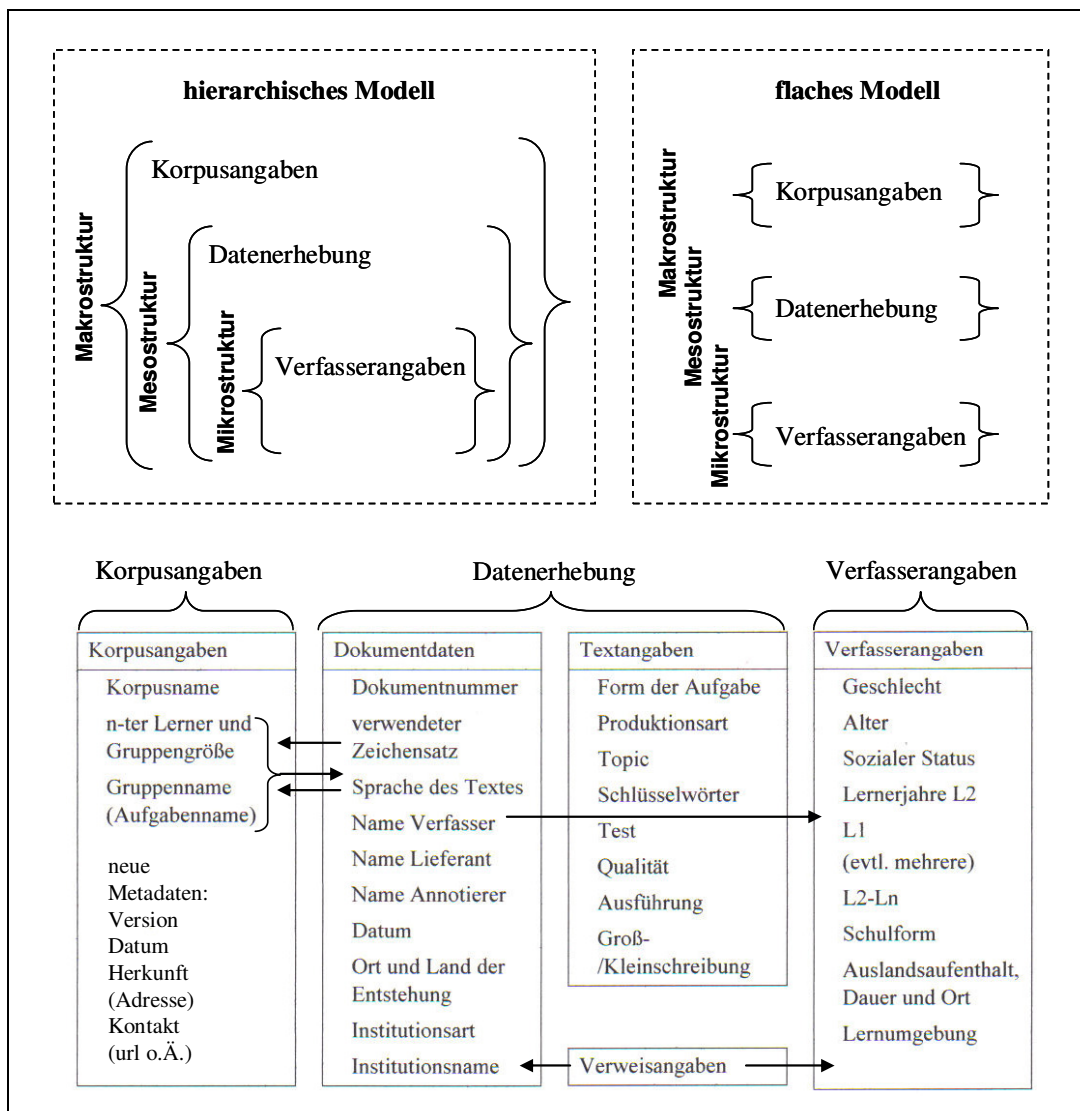 hierarchisches Modell
Makrostruktur
Korpusangaben
Mesostruktur
Datenerhebung
Mikrostruktur
Verfasserangaben
flaches Modell
Makrostruktur
Korpusangaben
Mesostruktur
Datenerhebung
Mikrostruktur
Verfasserangaben
Korpusangaben
Korpusangaben
Korpusname
n-ter Lerner und
Gruppengröße
Gruppenname
(Aufgabenname)
neue
Metadaten:
Version
Datum
Herkunft
(Adresse)
Kontakt
(url o.Ä.)
Datenerhebung
Dokumentdaten
Dokumentnummer
verwendeter
Zeichensatz
Sprache des Textes
Name Verfasser
Name Lieferant
Name Annotierer
Datum
Ort und Land der
Entstehung
Institutionsart
Institutionsname
Textangaben
Form der Aufgabe
Produktionsart
Topic
Schlüsselwörter
Test
Qualität
Ausführung
Groß-
/Kleinschreibung
Verweisangaben
Verfasserangaben
Verfasserangaben
Geschlecht
Alter
Sozialer Status
Lernerjahre L2
L1
(evtl. mehrere)
L2-Ln
Schulform
Auslandsaufenthalt,
Dauer und Ort
Lernumgebung